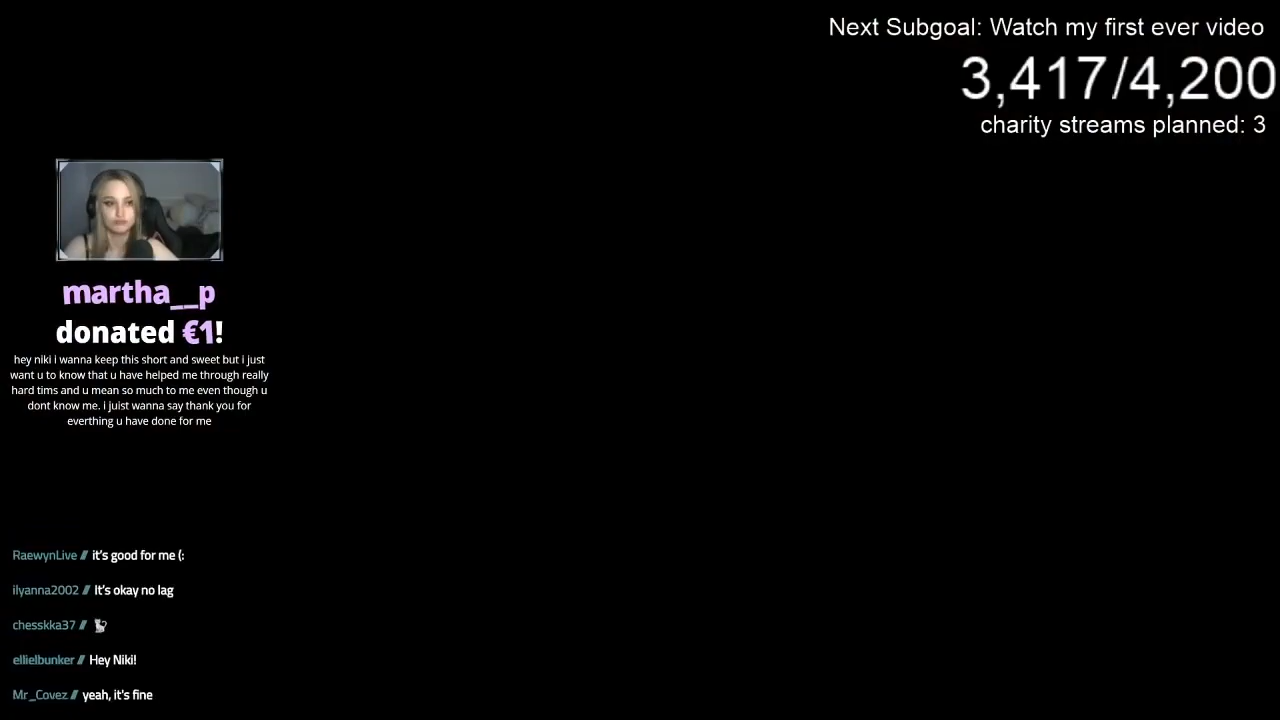 Next Subgoal: Watch my first ever video
3,417/4,200
charity streams planned: 3
martha__p
donated €1!
hey niki i wanna keep this short and sweet but i just
want u to know that u have helped me through really
hard tims and u mean so much to me even though u
dont know me. i juist wanna say thank you for
everthing u have done for me
RaewynLive // it's good for me (:
ilyanna2002 // It's okay no lag
chesskka37 //
ellielbunker // Hey Niki!
Mr_Covez // yeah, it's fine